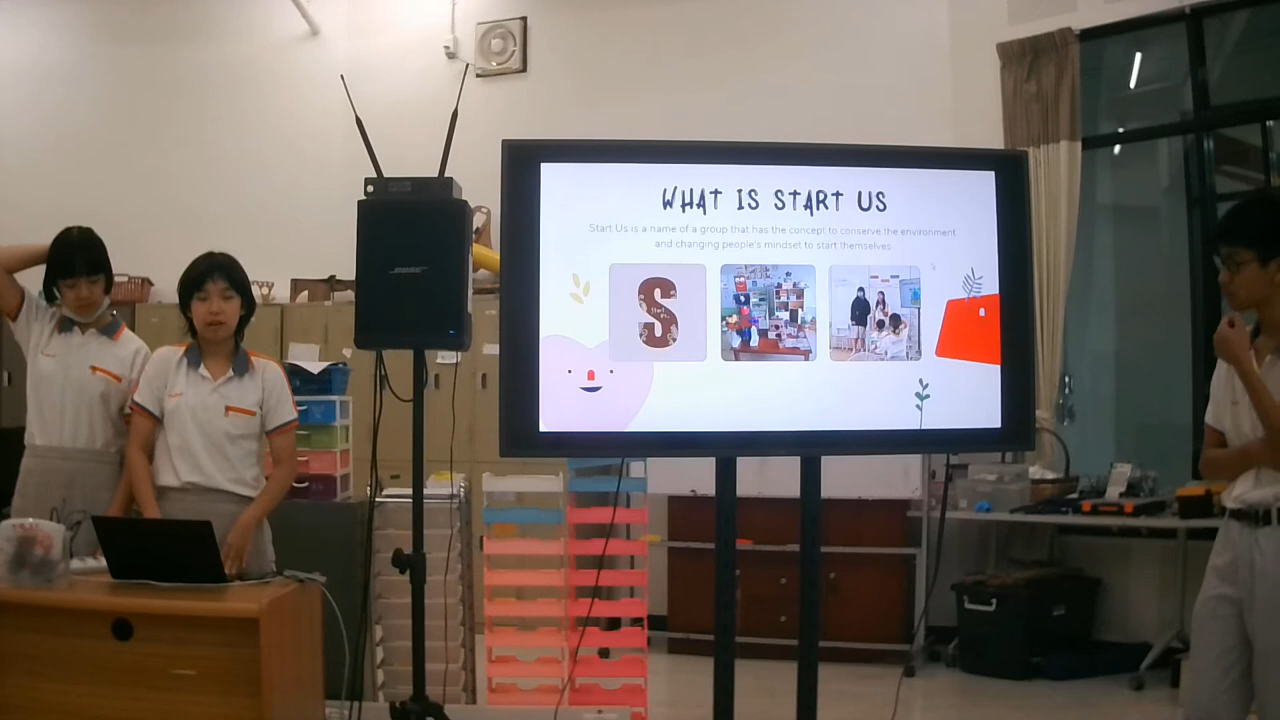 WHAT IS START US
Start Us is a name of a group that has the concept to conserve the environment
and changing people's mindset to start themselves
S
Start
BOSE